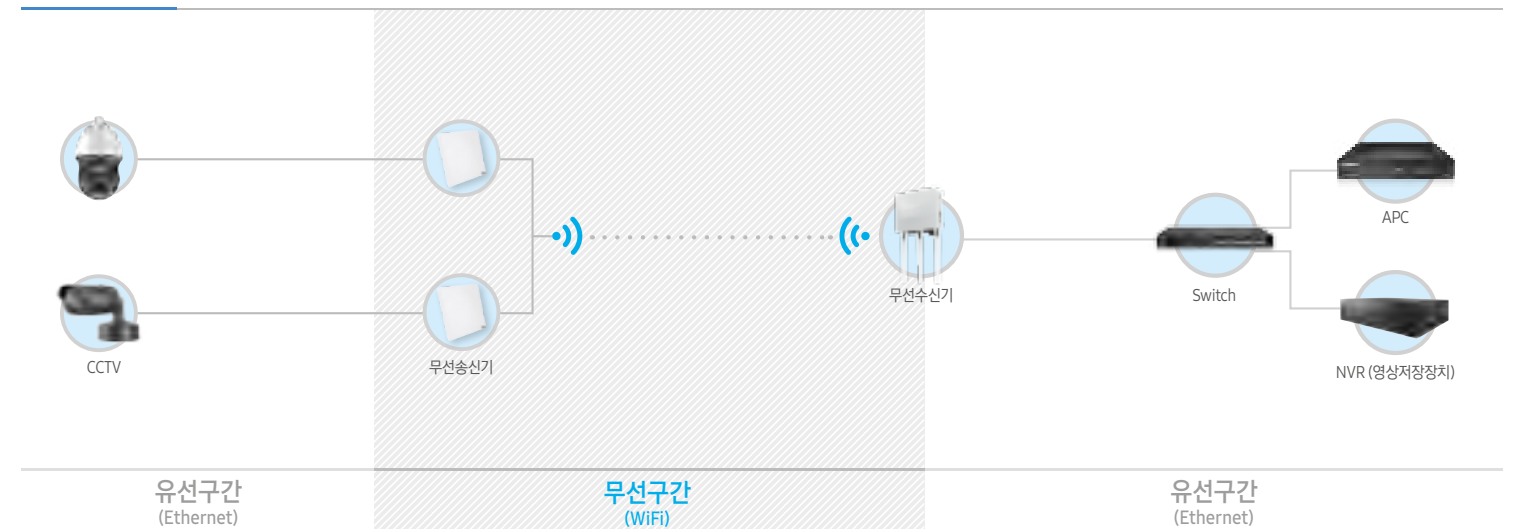 CCTV
무선송신기
무선수신기
Switch
APC
NVR (영상저장장치)
유선구간
(Ethernet)
무선구간
(WiFi)
유선구간
(Ethernet)